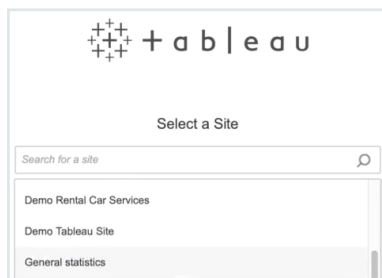 + a b | e a u
Select a Site
Search for a site
Demo Rental Car Services
Demo Tableau Site
General statistics